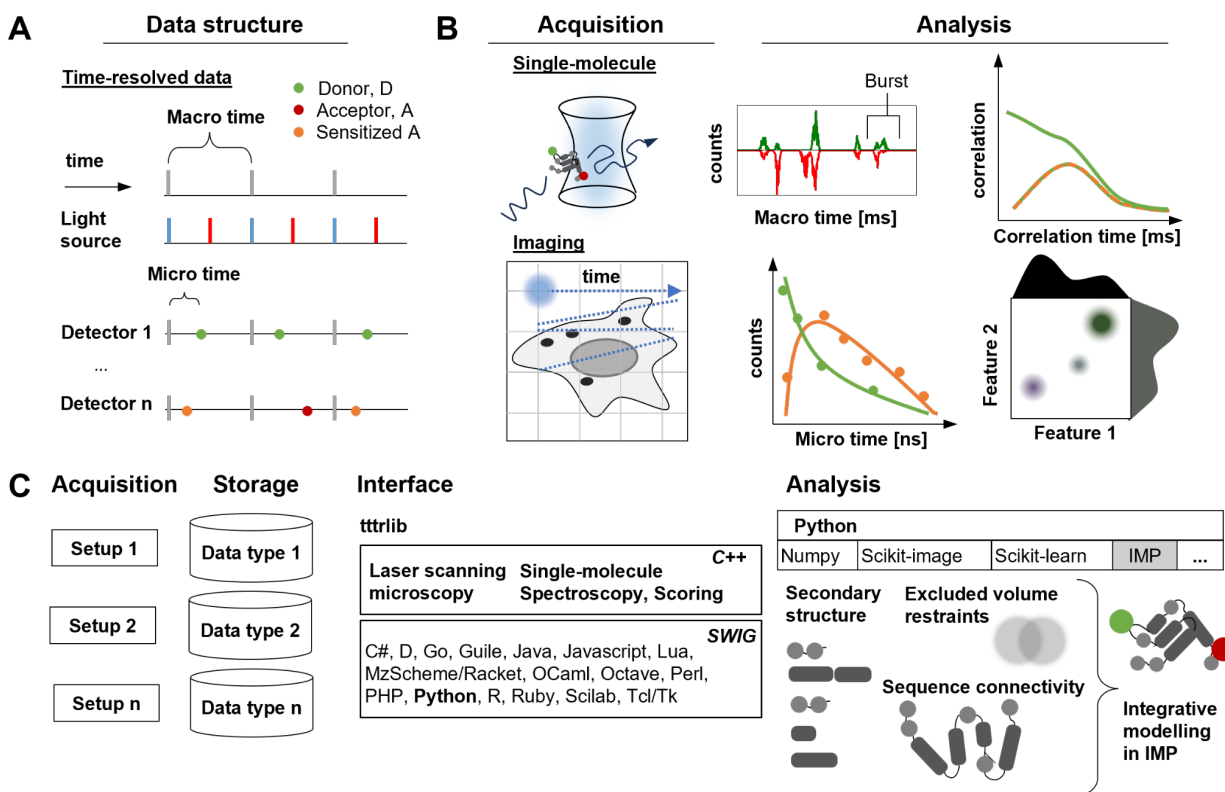 A
Data structure
Time-resolved data
Donor, D
Acceptor, A
Sensitized A
Macro time
time
Light
source
Micro time
Detector 1
...
Detector n
B
Acquisition
Analysis
Single-molecule
Burst
counts
Macro time [ms]
correlation
Correlation time [ms]
Imaging
time
counts
Micro time [ns]
Feature 2
Feature 1
C
Acquisition
Storage
Interface
Analysis
Setup 1
Setup 2
Setup n
Data type 1
Data type 2
Data type n
tttrlib
C++
Laser scanning
microscopy
Single-molecule
Spectroscopy, Scoring
SWIG
C#, D, Go, Guile, Java, Javascript, Lua,
MzScheme/Racket, OCaml, Octave, Perl,
PHP, Python, R, Ruby, Scilab, Tcl/Tk
Python
Numpy
Scikit-image
Scikit-learn
IMP
...
Secondary
structure
Excluded volume
restraints
Sequence connectivity
Integrative
modelling
in IMP